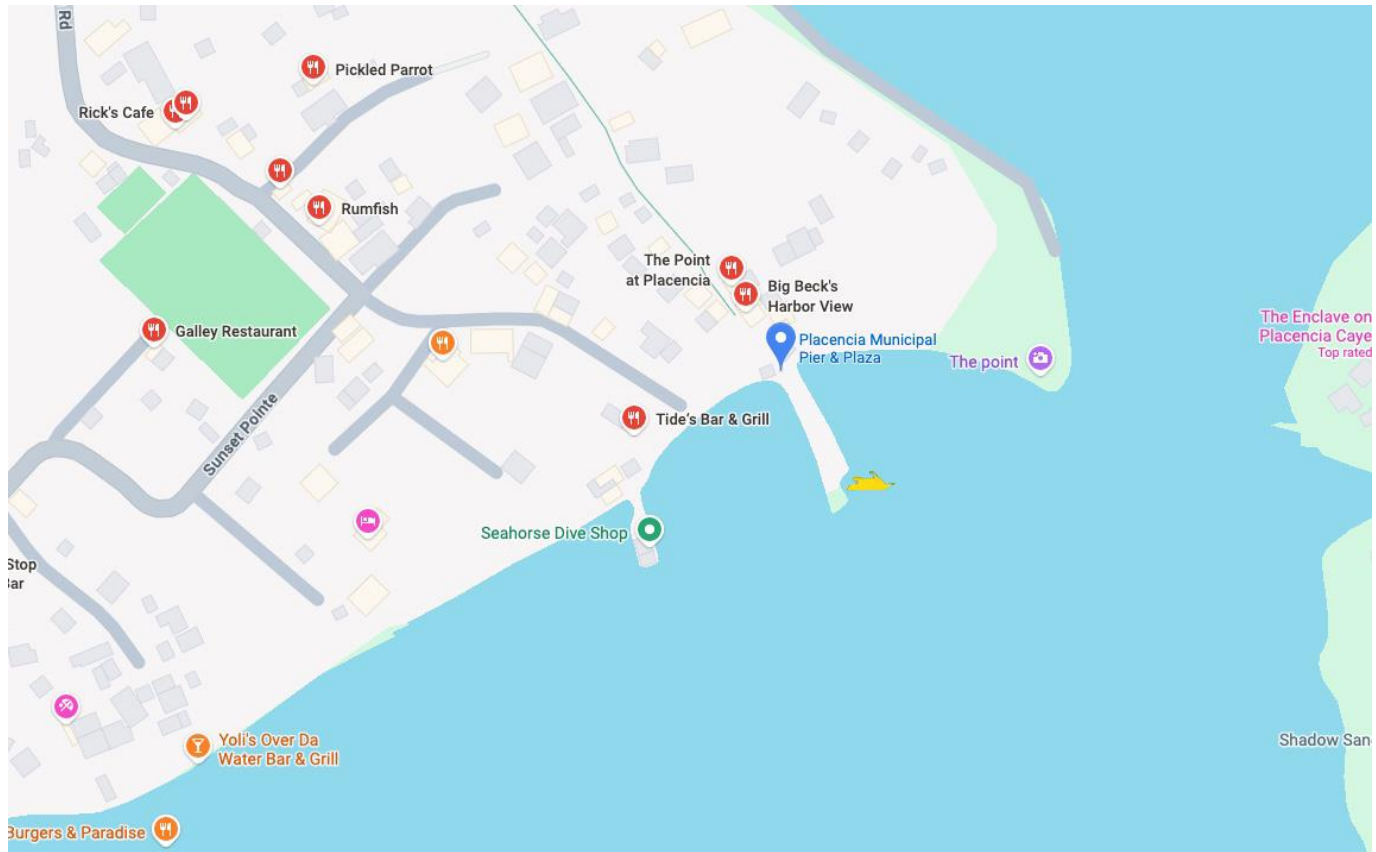 Rd
Pickled Parrot
Rick's Cafe
Rumfish
The Point
at Placencia
Big Beck's
Harbor View
Galley Restaurant
Placencia Municipal
Pier & Plaza
The point
The Enclave on
Placencia Caye
Top rated
Sunset Pointe
Tide's Bar & Grill
Seahorse Dive Shop
Stop
Bar
Yoli's Over Da
Water Bar & Grill
Shadow San
Burgers & Paradise